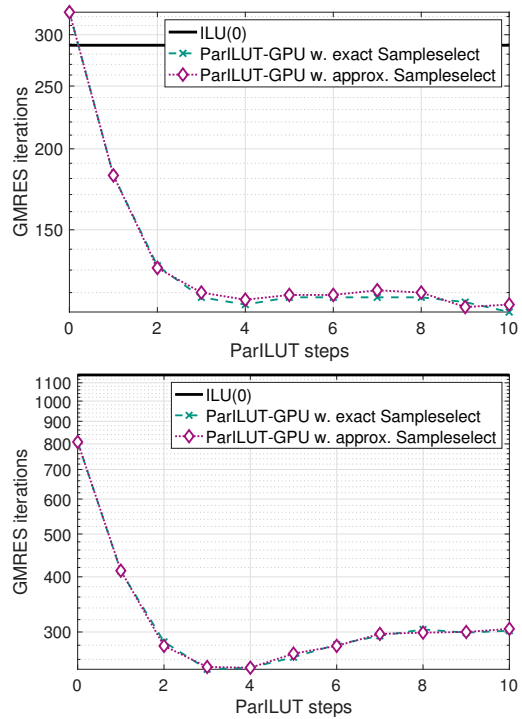 300
250
200
150
GMRES iterations
ILU(0)
ParILUT-GPU w. exact Sampleselect
ParILUT-GPU w. approx. Sampleselect
0 2 4 6 8 10
ParILUT steps
1100
1000
900
800
700
600
500
400
300
GMRES iterations
ILU(0)
ParILUT-GPU w. exact Sampleselect
ParILUT-GPU w. approx. Sampleselect
0 2 4 6 8 10
ParILUT steps